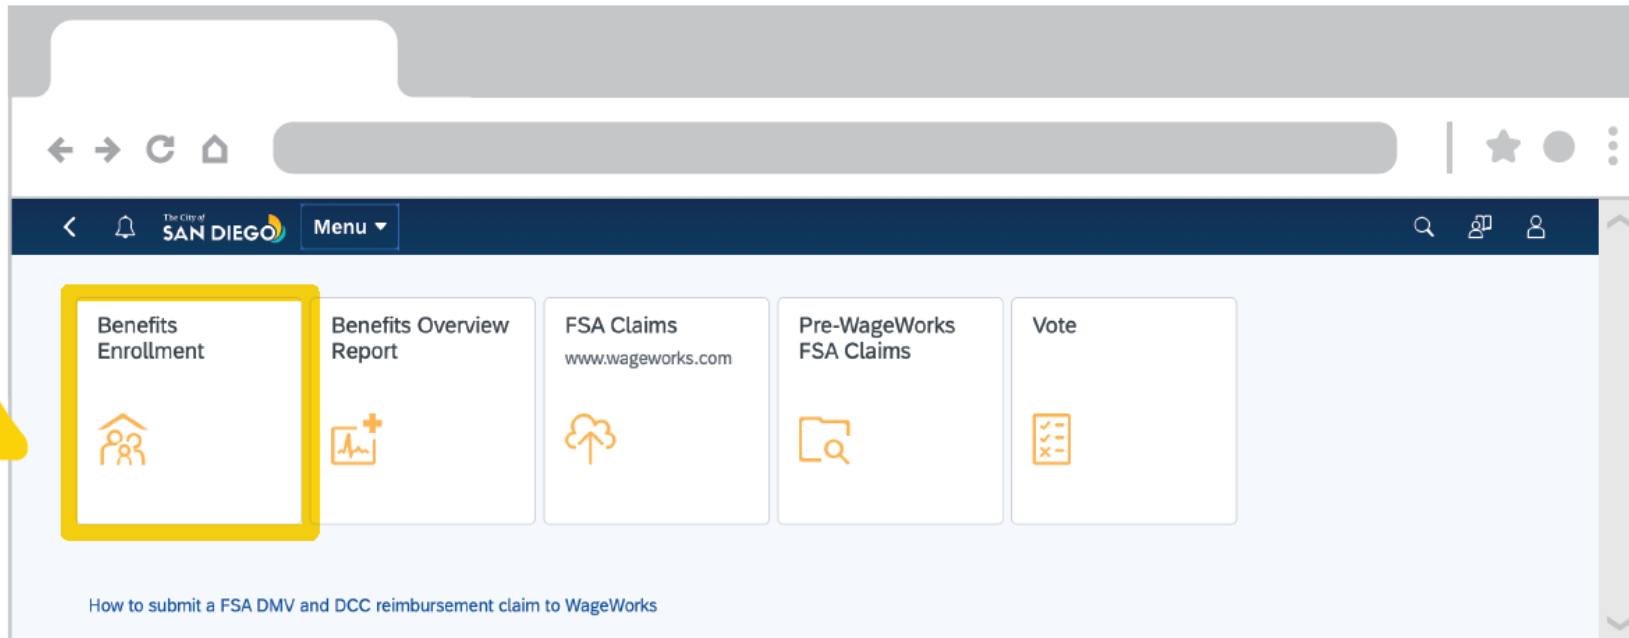 The City of
SAN DIEGO
Menu
Benefits
Enrollment
Benefits Overview
Report
FSA Claims
www.wageworks.com
Pre-WageWorks
FSA Claims
Vote
How to submit a FSA DMV and DCC reimbursement claim to WageWorks